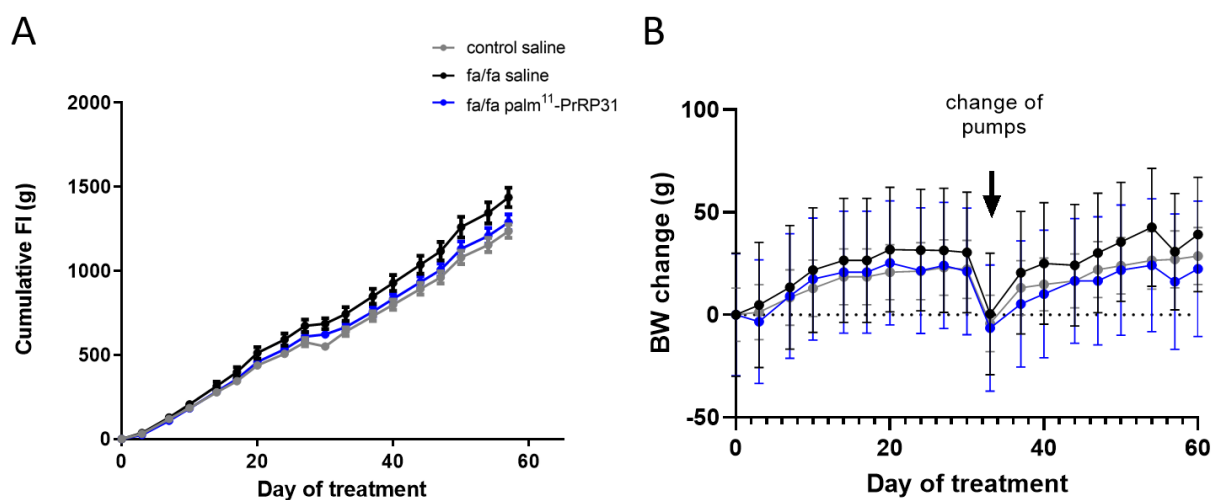 A
control saline
fa/fa saline
fa/fa palm¹¹-PrRP31
2000
1500
1000
500
0
Cumulative FI (g)
0 20 40 60
Day of treatment
B
change of
pumps
100
50
0
-50
BW change (g)
0 20 40 60
Day of treatment